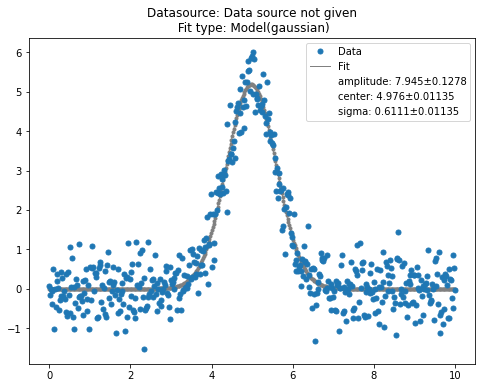 Datasource: Data source not given
Fit type: Model(gaussian)
Data
Fit
amplitude: 7.945±0.1278
center: 4.976±0.01135
sigma: 0.6111±0.01135
6
5
4
3
2
1
0
−1
0 2 4 6 8 10